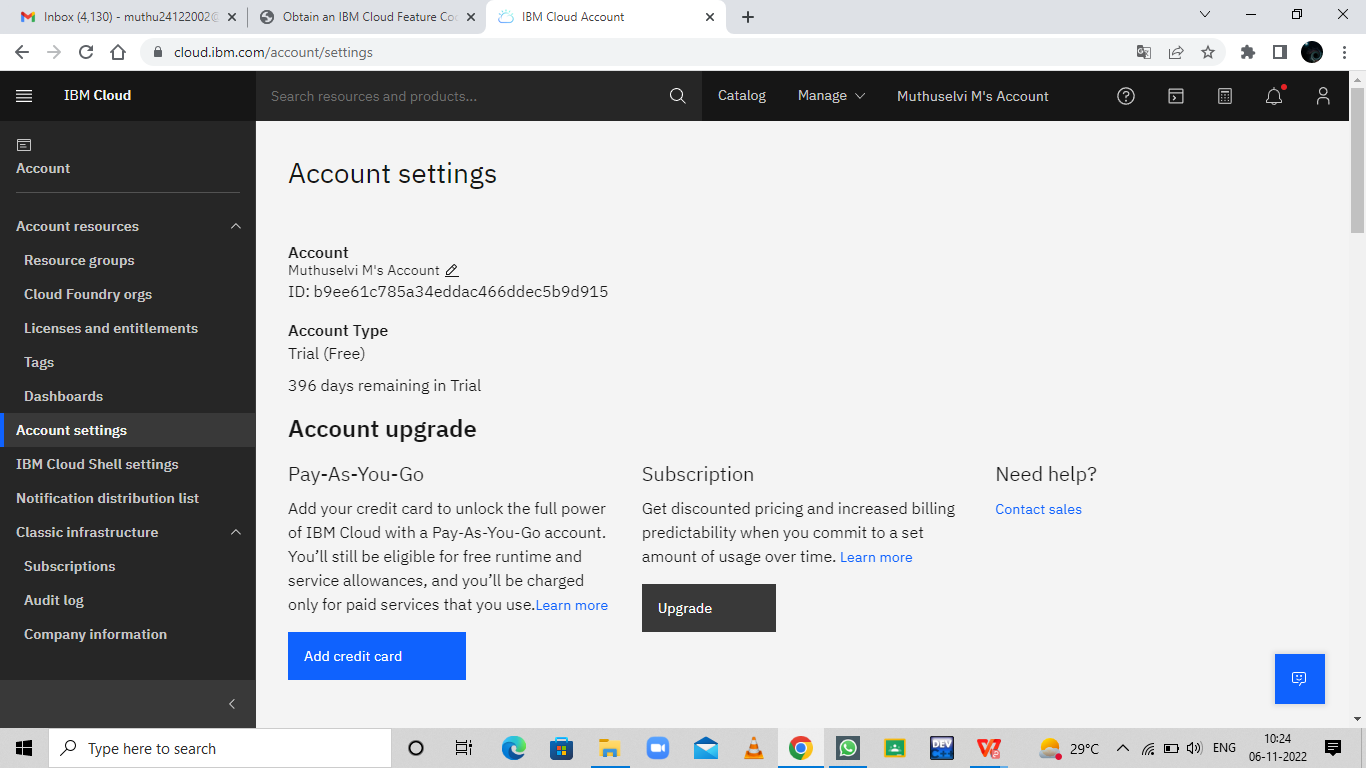 Inbox (4,130) - muthu24122002@
Obtain an IBM Cloud Feature Coo
IBM Cloud Account
cloud.ibm.com/account/settings
IBM Cloud
Search resources and products...
Catalog
Manage
Muthuselvi M's Account
Account
Account resources
Resource groups
Cloud Foundry orgs
Licenses and entitlements
Tags
Dashboards
Account settings
IBM Cloud Shell settings
Notification distribution list
Classic infrastructure
Subscriptions
Audit log
Company information
Account settings
Account
Muthuselvi M's Account
ID: b9ee61c785a34eddac466ddec5b9d915
Account Type
Trial (Free)
396 days remaining in Trial
Account upgrade
Pay-As-You-Go
Add your credit card to unlock the full power
of IBM Cloud with a Pay-As-You-Go account.
You’ll still be eligible for free runtime and
service allowances, and you’ll be charged
only for paid services that you use.Learn more
Add credit card
Subscription
Get discounted pricing and increased billing
predictability when you commit to a set
amount of usage over time. Learn more
Upgrade
Need help?
Contact sales
Type here to search
DEV
29°C
ENG
10:24
06-11-2022